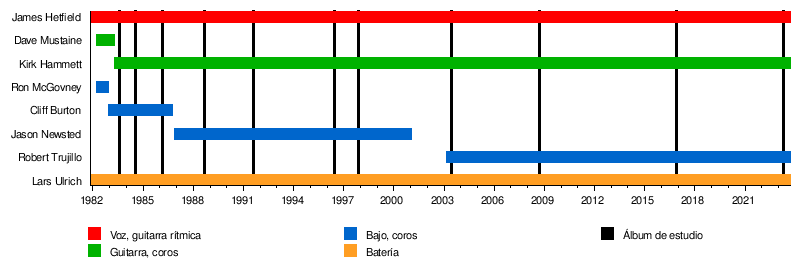 James Hetfield
Dave Mustaine
Kirk Hammett
Ron McGovney
Cliff Burton
Jason Newsted
Robert Trujillo
Lars Ulrich
1982 1985 1988 1991 1994 1997 2000 2003 2006 2009 2012 2015 2018 2021
Voz, guitarra rítmica Bajo, coros Álbum de estudio
Guitarra, coros Batería